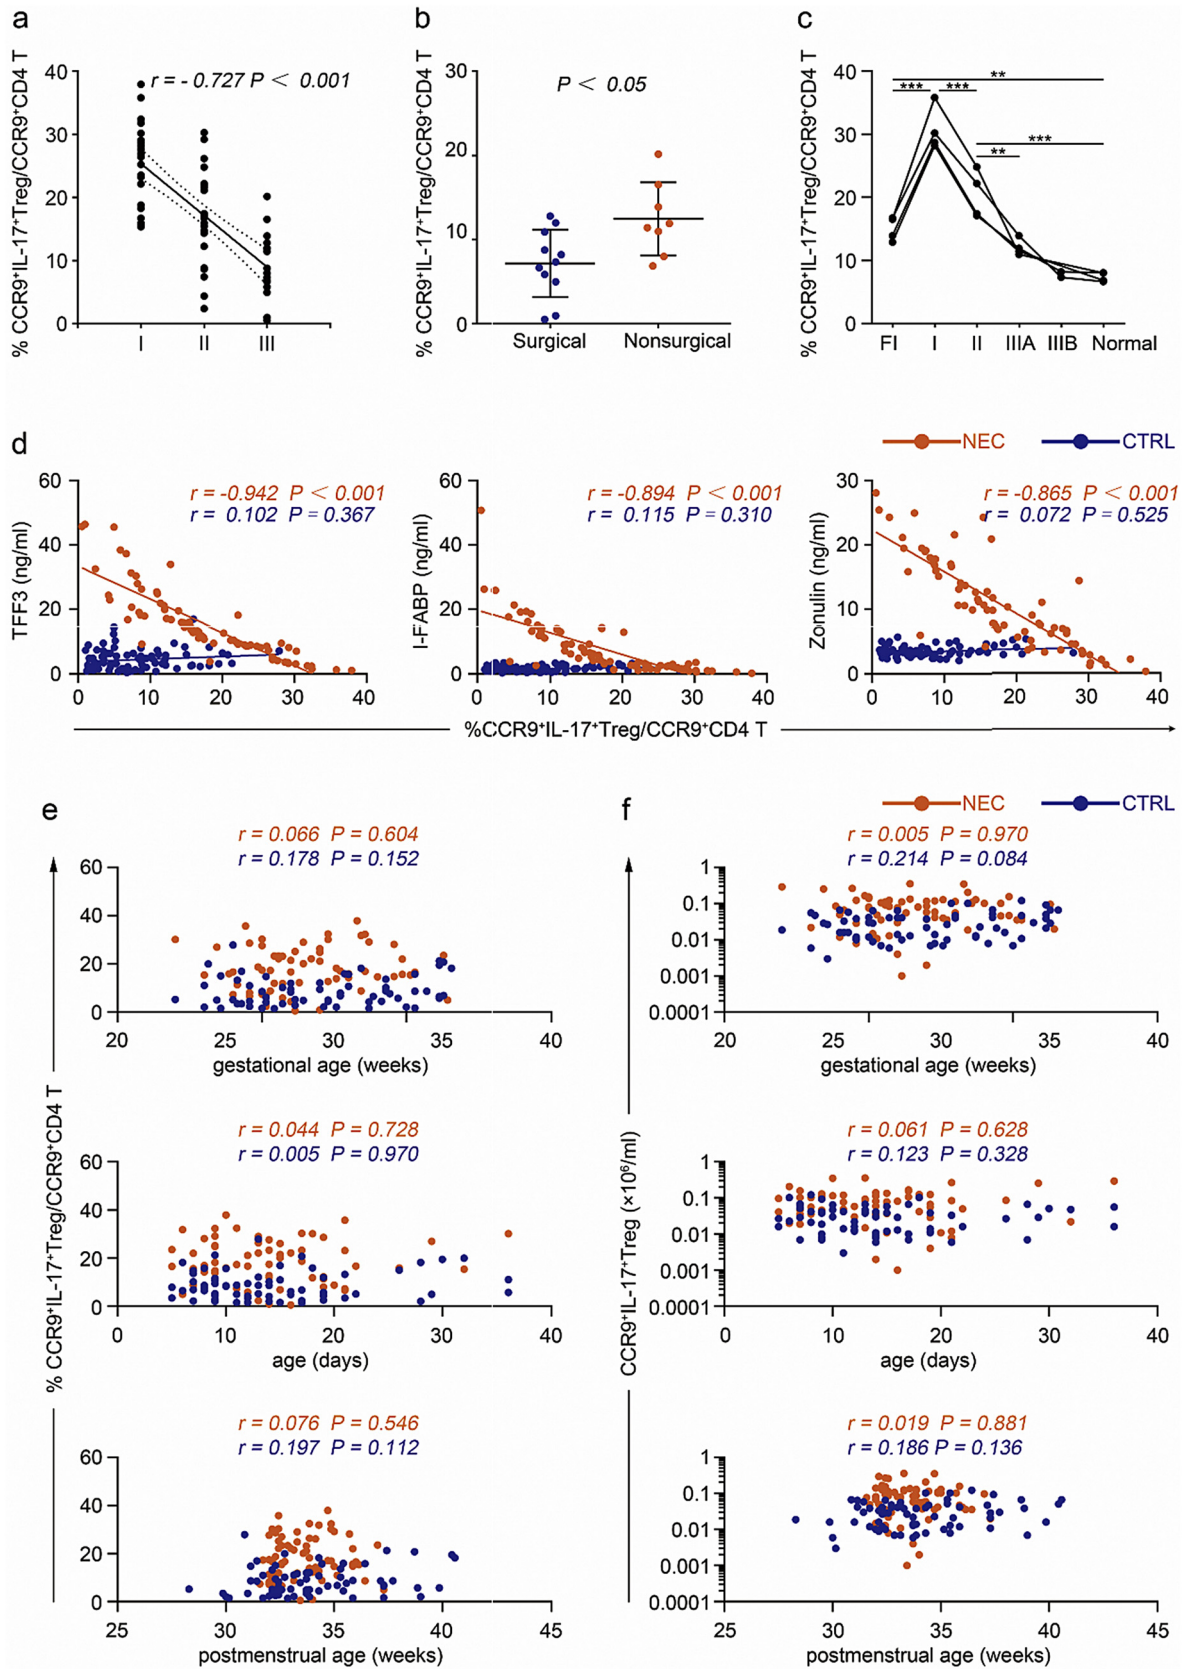 a
% CCR9⁺IL-17⁺Treg/CCR9⁺CD4 T
r = - 0.727 P < 0.001
40
30
20
10
0
I II III
b
% CCR9⁺IL-17⁺Treg/CCR9⁺CD4 T
P < 0.05
30
20
10
0
Surgical Nonsurgical
c
% CCR9⁺IL-17⁺Treg/CCR9⁺CD4 T
40
30
20
10
0
**
*** ***
***
**
FI I II IIIA IIIB Normal
d
NEC CTRL
TFF3 (ng/ml)
r = -0.942 P < 0.001
r = 0.102 P = 0.367
60
40
20
0
0 10 20 30 40
I-FABP (ng/ml)
r = -0.894 P < 0.001
r = 0.115 P = 0.310
60
40
20
0
0 10 20 30 40
Zonulin (ng/ml)
r = -0.865 P < 0.001
r = 0.072 P = 0.525
30
20
10
0
0 10 20 30 40
%CCR9⁺IL-17⁺Treg/CCR9⁺CD4 T
e
% CCR9⁺IL-17⁺Treg/CCR9⁺CD4 T
r = 0.066 P = 0.604
r = 0.178 P = 0.152
60
40
20
0
20 25 30 35 40
gestational age (weeks)
r = 0.044 P = 0.728
r = 0.005 P = 0.970
60
40
20
0
0 10 20 30 40
age (days)
r = 0.076 P = 0.546
r = 0.197 P = 0.112
60
40
20
0
25 30 35 40 45
postmenstrual age (weeks)
f
NEC CTRL
CCR9⁺IL-17⁺Treg (×10⁶/ml)
r = 0.005 P = 0.970
r = 0.214 P = 0.084
1
0.1
0.01
0.001
0.0001
20 25 30 35 40
gestational age (weeks)
r = 0.061 P = 0.628
r = 0.123 P = 0.328
1
0.1
0.01
0.001
0.0001
0 10 20 30 40
age (days)
r = 0.019 P = 0.881
r = 0.186 P = 0.136
1
0.1
0.01
0.001
0.0001
25 30 35 40 45
postmenstrual age (weeks)